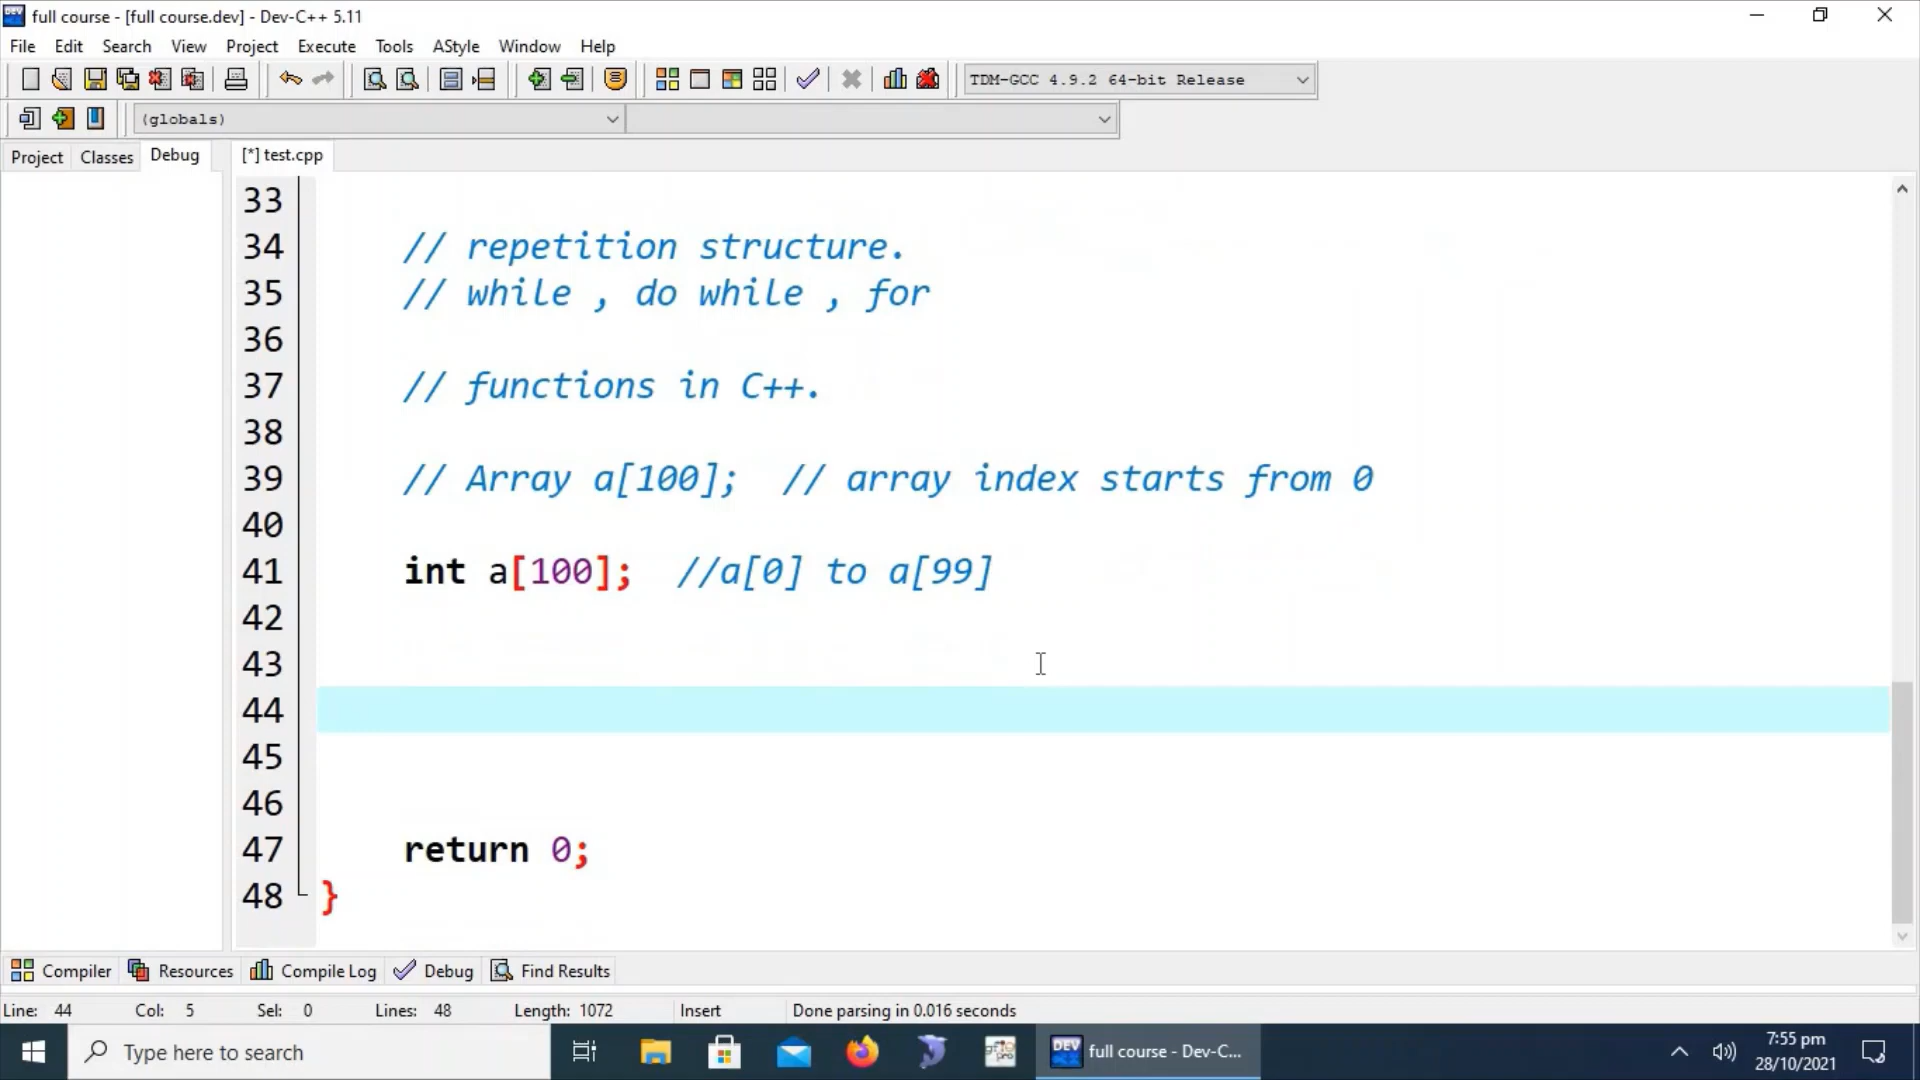 full course - [full course.dev] - Dev-C++ 5.11
File Edit Search View Project Execute Tools AStyle Window Help
TDM-GCC 4.9.2 64-bit Release
(globals)
Project Classes Debug [*] test.cpp
33
34 // repetition structure.
35 // while , do while , for
36
37 // functions in C++.
38
39 // Array a[100]; // array index starts from 0
40
41 int a[100]; //a[0] to a[99]
42
43
44
45
46
47 return 0;
48 }
Compiler Resources Compile Log Debug Find Results
Line: 44 Col: 5 Sel: 0 Lines: 48 Length: 1072 Insert Done parsing in 0.016 seconds
Type here to search
DEV full course - Dev-C...
7:55 pm
28/10/2021